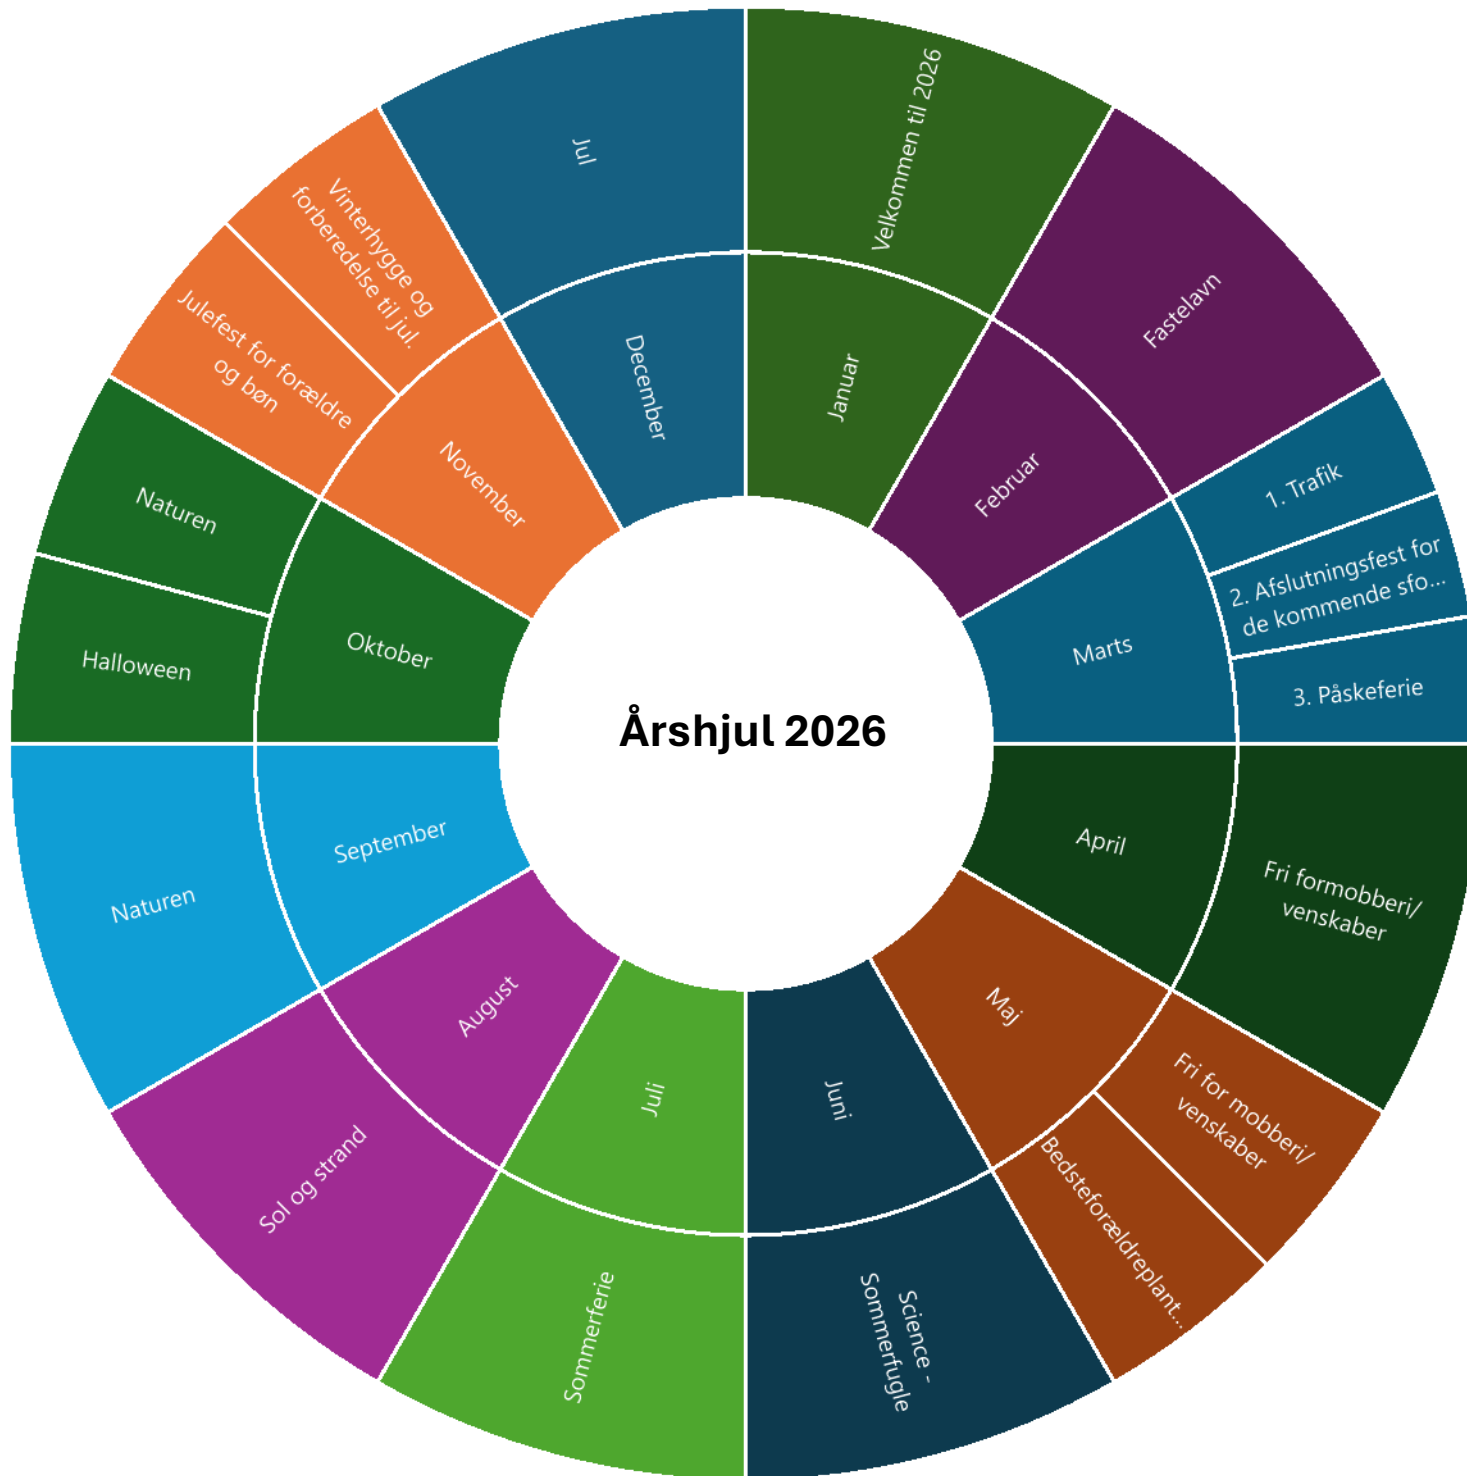 Årshjul 2026
Januar
Velkommen til 2026
Februar
Fastelavn
Marts
1. Trafik
2. Afslutningsfest for
de kommende sfo...
3. Påskeferie
April
Fri formobberi/
venskaber
Maj
Fri for mobberi/
venskaber
Bedsteforældreplant...
Juni
Science -
Sommerfugle
Juli
Sommerferie
August
Sol og strand
September
Naturen
Oktober
Halloween
Naturen
November
Julefest for forældre
og bøn
Vinterhygge og
forberedelse til jul.
December
Jul